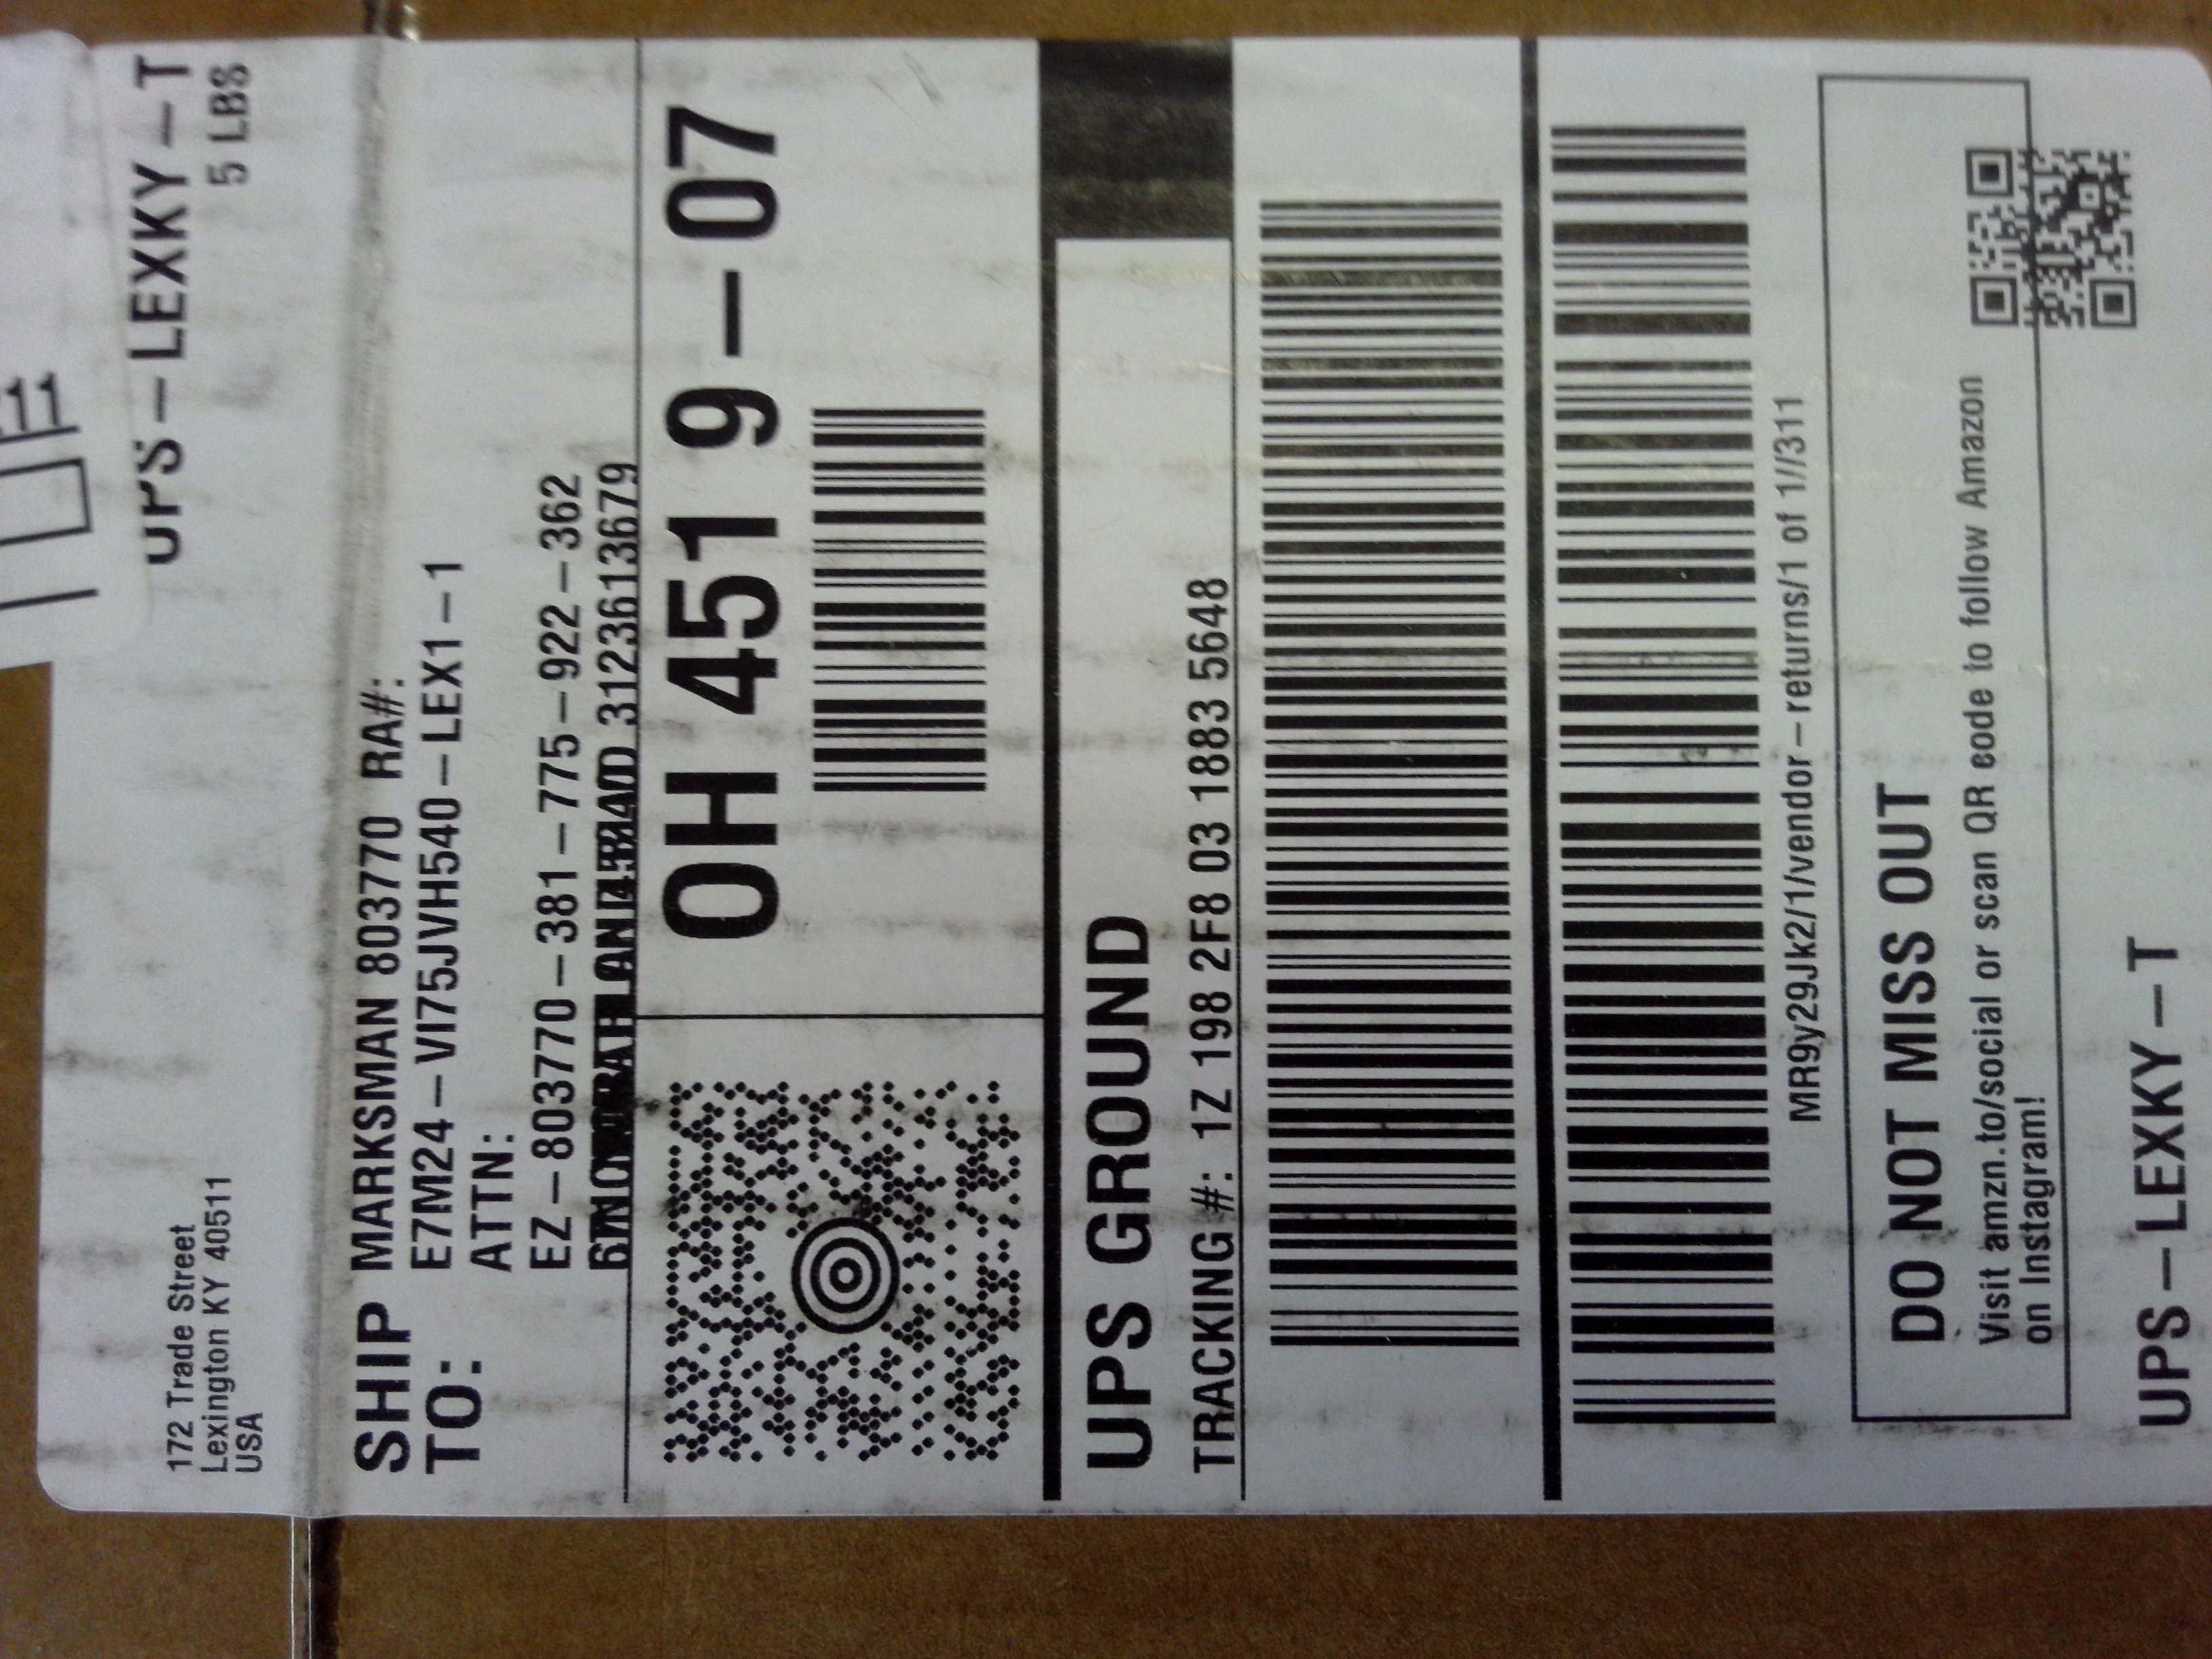 UPS-LEXKY-T
5 LBS
172 Trade Street
Lexington KY 40511
USA
SHIP TO:
MARKSMAN 803770 RA#:
E7M24-VI75JVH540-LEX1-1
ATTN:
EZ-803770-381-775-922-362
3123613679
OH 451 9-07
UPS GROUND
TRACKING #: 1Z 198 2F8 03 1883 5648
MR9y29Jk2/1/vendor-returns/1 of 1//311
DO NOT MISS OUT
Visit amzn.to/social or scan QR eode to follow Amazon
on Instagram!
UPS-LEXKY-T